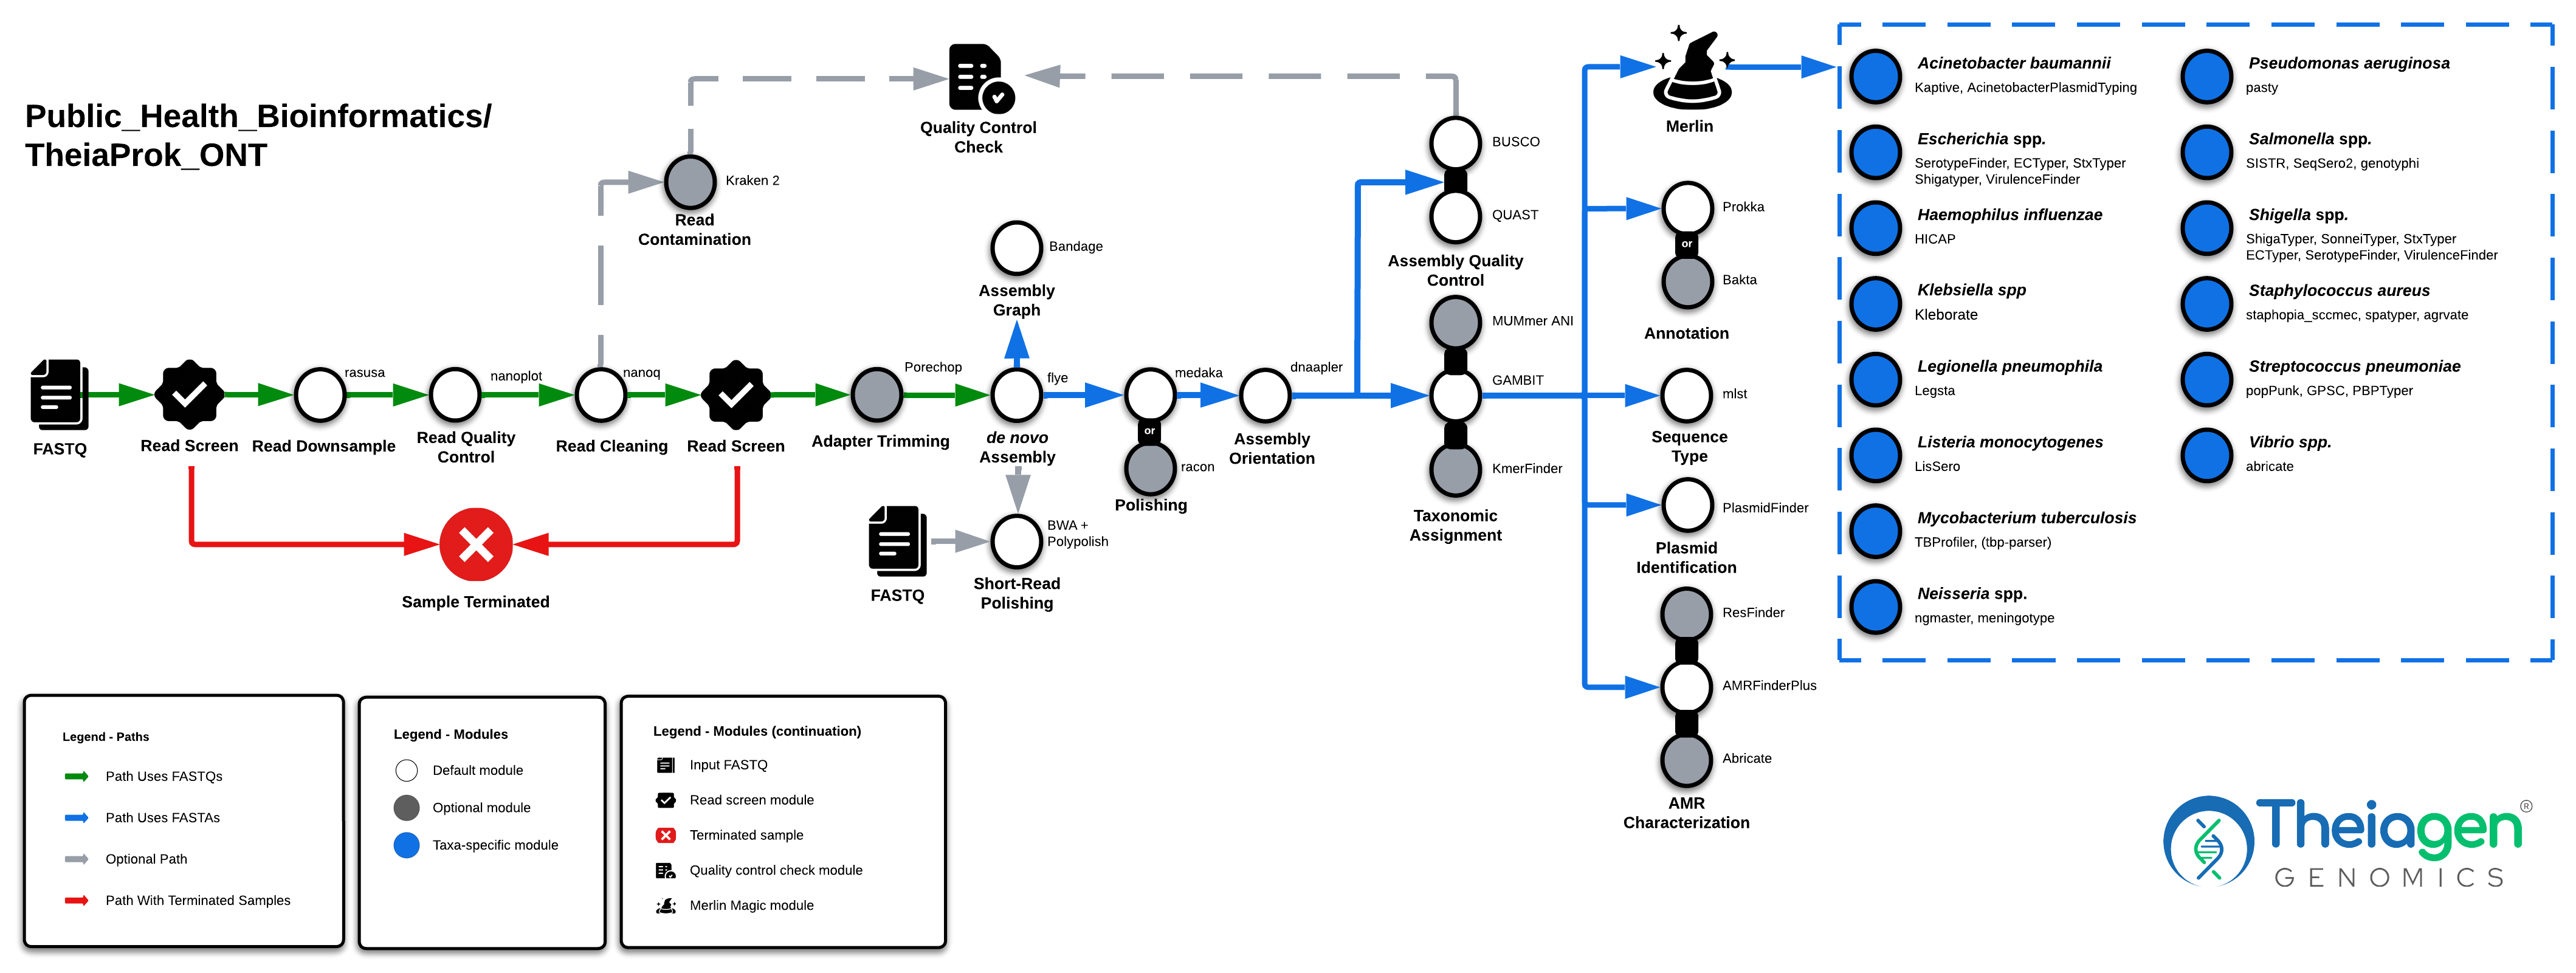 Public_Health_Bioinformatics/
TheiaProk_ONT
FASTQ
Read Screen
rasusa
Read Downsample
nanoplot
Read Quality
Control
nanoq
Read Cleaning
Read Screen
Sample Terminated
Kraken 2
Read
Contamination
Quality Control
Check
Porechop
Adapter Trimming
Bandage
Assembly
Graph
flye
de novo
Assembly
FASTQ
BWA +
Polypolish
Short-Read
Polishing
medaka
or
racon
Polishing
dnaapler
Assembly
Orientation
BUSCO
QUAST
Assembly Quality
Control
MUMmer ANI
GAMBIT
KmerFinder
Taxonomic
Assignment
Merlin
Prokka
or
Bakta
Annotation
mlst
Sequence
Type
PlasmidFinder
Plasmid
Identification
ResFinder
AMRFinderPlus
Abricate
AMR
Characterization
Acinetobacter baumannii
Kaptive, AcinetobacterPlasmidTyping
Escherichia spp.
SerotypeFinder, ECTyper, StxTyper
Shigatyper, VirulenceFinder
Haemophilus influenzae
HICAP
Klebsiella spp
Kleborate
Legionella pneumophila
Legsta
Listeria monocytogenes
LisSero
Mycobacterium tuberculosis
TBProfiler, (tbp-parser)
Neisseria spp.
ngmaster, meningotype
Pseudomonas aeruginosa
pasty
Salmonella spp.
SISTR, SeqSero2, genotyphi
Shigella spp.
ShigaTyper, SonneiTyper, StxTyper
ECTyper, SerotypeFinder, VirulenceFinder
Staphylococcus aureus
staphopia_sccmec, spatyper, agrvate
Streptococcus pneumoniae
popPunk, GPSC, PBPTyper
Vibrio spp.
abricate
Legend - Paths
Path Uses FASTQs
Path Uses FASTAs
Optional Path
Path With Terminated Samples
Legend - Modules
Default module
Optional module
Taxa-specific module
Legend - Modules (continuation)
Input FASTQ
Read screen module
Terminated sample
Quality control check module
Merlin Magic module
Theiagen®
GENOMICS